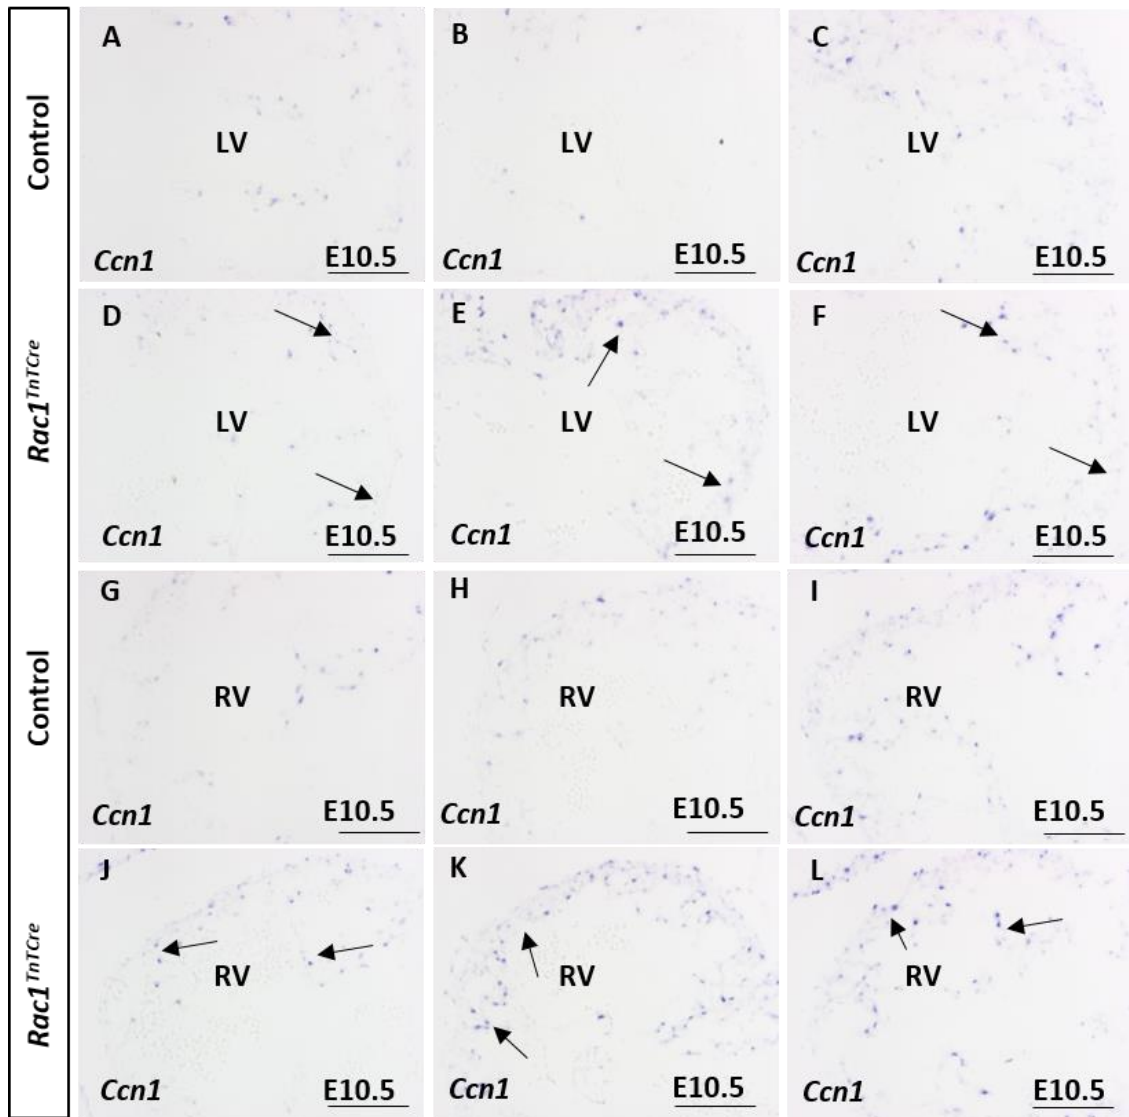 Control
A
B
C
LV
LV
LV
Ccn1
E10.5
Ccn1
E10.5
Ccn1
E10.5
Rac1TnTCre
D
E
F
LV
LV
LV
Ccn1
E10.5
Ccn1
E10.5
Ccn1
E10.5
Control
G
H
I
RV
RV
RV
Ccn1
E10.5
Ccn1
E10.5
Ccn1
E10.5
Rac1TnTCre
J
K
L
RV
RV
RV
Ccn1
E10.5
Ccn1
E10.5
Ccn1
E10.5